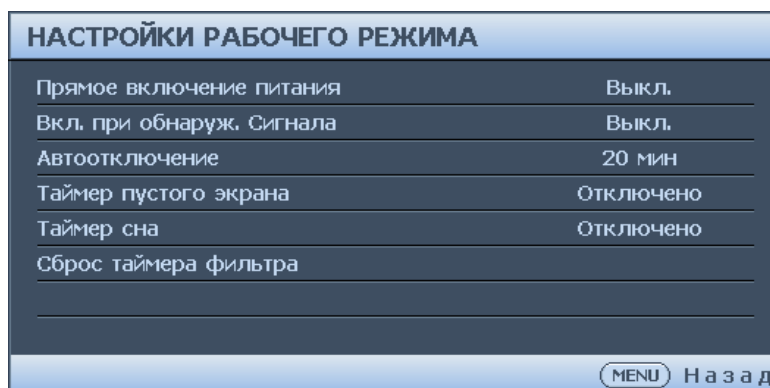 НАСТРОЙКИ РАБОЧЕГО РЕЖИМА
Прямое включение питания Выкл.
Вкл. при обнаруж. Сигнала Выкл.
Автоотключение 20 мин
Таймер пустого экрана Отключено
Таймер сна Отключено
Сброс таймера фильтра
MENU Назад